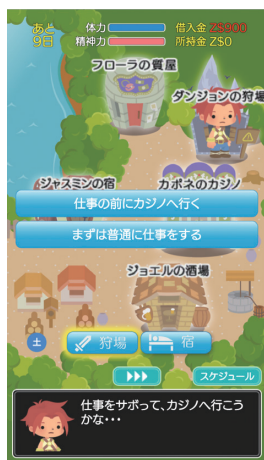 あと
9日
体力
精神力
借入金 Z$900
所持金 Z$0
フローラの質屋
ダンジョンの狩場
ジャスミンの宿
カポネのカジノ
仕事の前にカジノへ行く
まずは普通に仕事をする
ジョエルの酒場
土
狩場
宿
スケジュール
仕事をサボって、カジノへ行こう
かな・・・